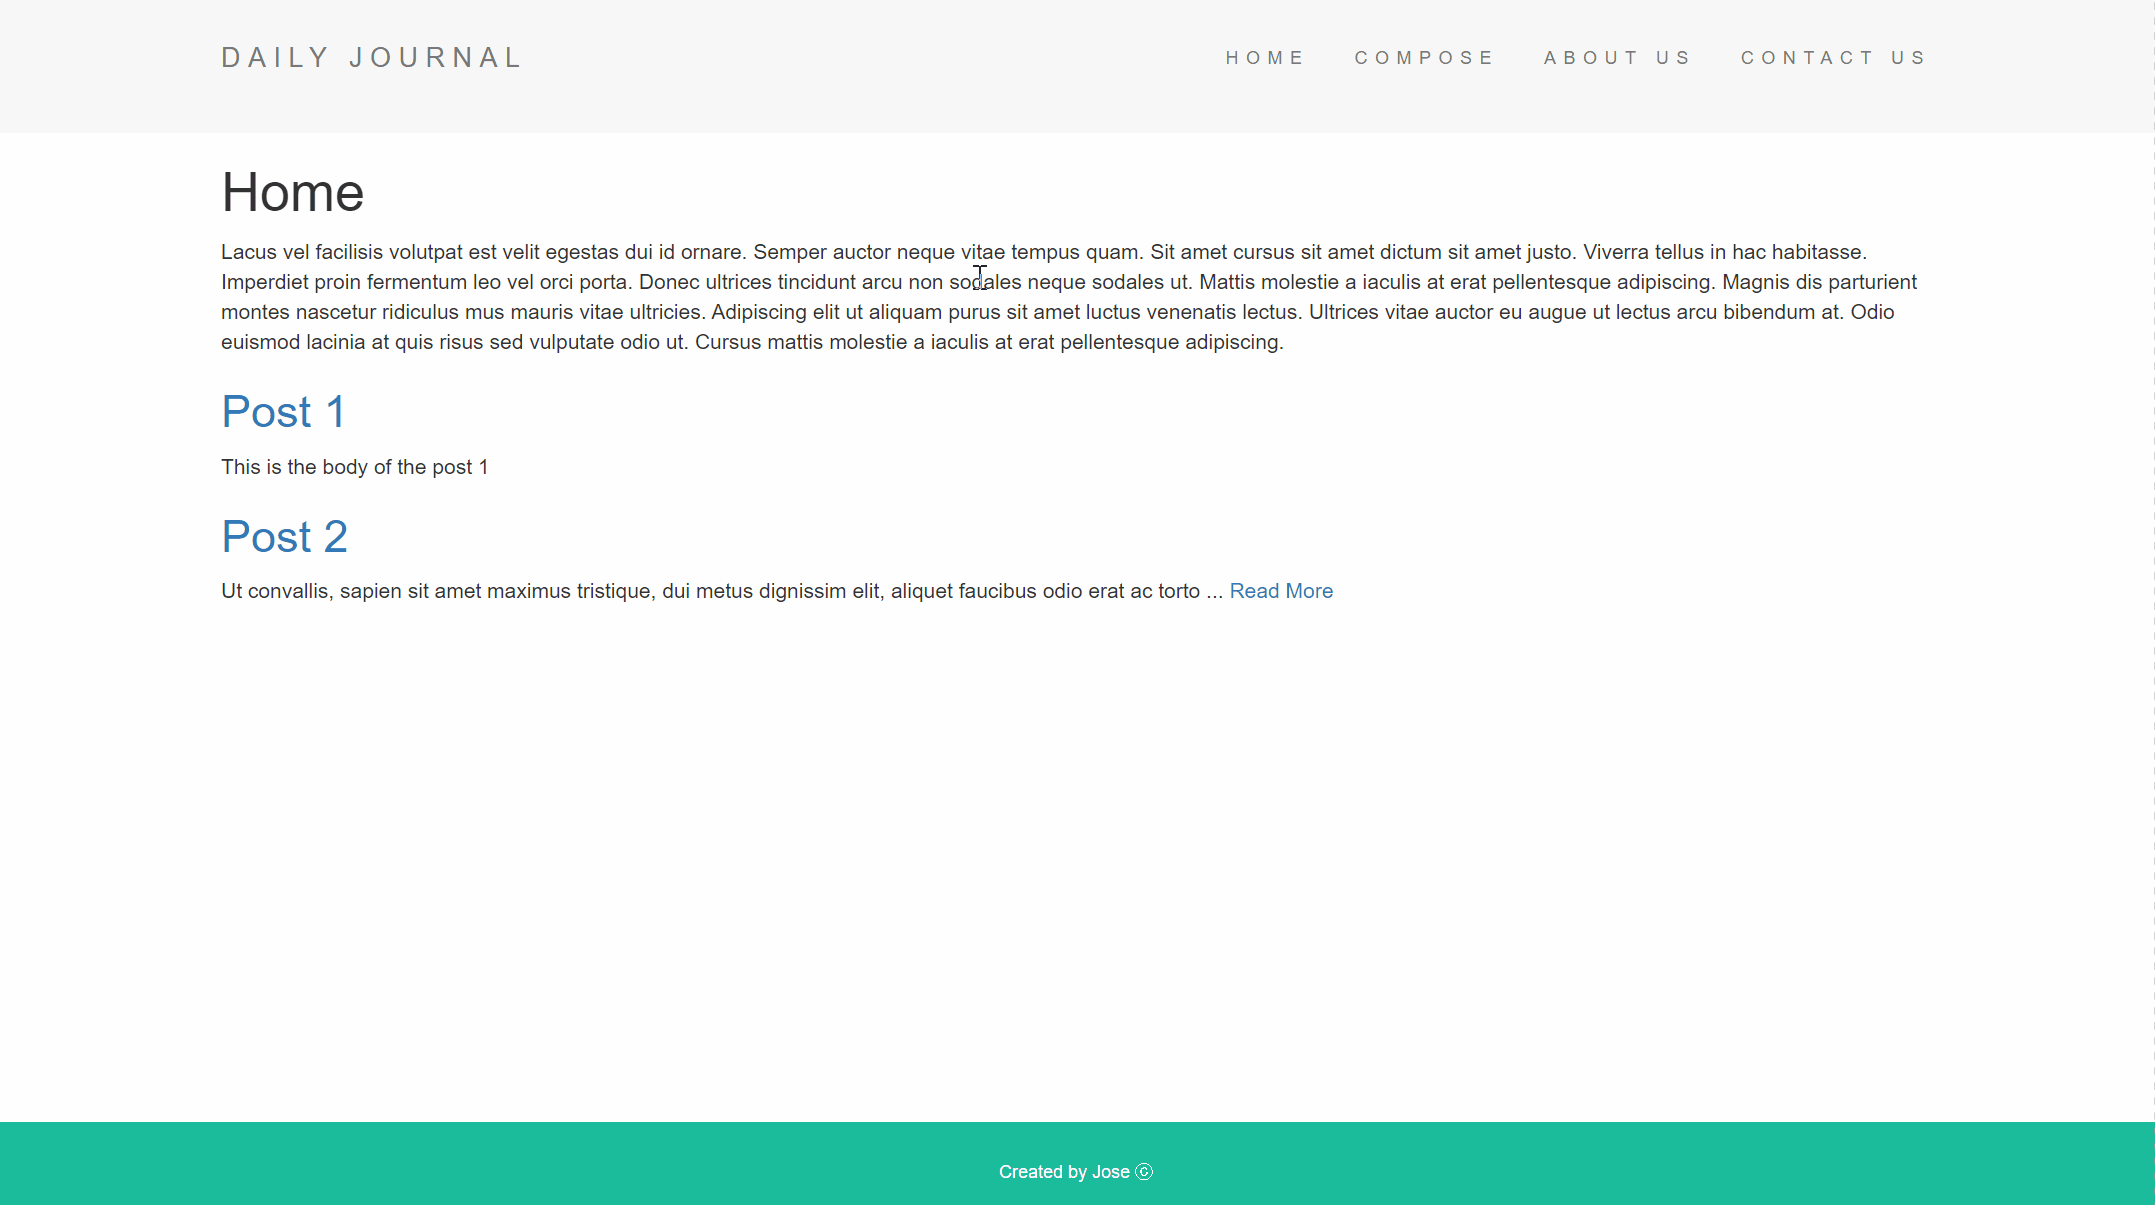 DAILY JOURNAL
HOME COMPOSE ABOUT US CONTACT US
Home
Lacus vel facilisis volutpat est velit egestas dui id ornare. Semper auctor neque vitae tempus quam. Sit amet cursus sit amet dictum sit amet justo. Viverra tellus in hac habitasse.
Imperdiet proin fermentum leo vel orci porta. Donec ultrices tincidunt arcu non sodales neque sodales ut. Mattis molestie a iaculis at erat pellentesque adipiscing. Magnis dis parturient
montes nascetur ridiculus mus mauris vitae ultricies. Adipiscing elit ut aliquam purus sit amet luctus venenatis lectus. Ultrices vitae auctor eu augue ut lectus arcu bibendum at. Odio
euismod lacinia at quis risus sed vulputate odio ut. Cursus mattis molestie a iaculis at erat pellentesque adipiscing.
Post 1
This is the body of the post 1
Post 2
Ut convallis, sapien sit amet maximus tristique, dui metus dignissim elit, aliquet faucibus odio erat ac torto ... Read More
Created by Jose ©